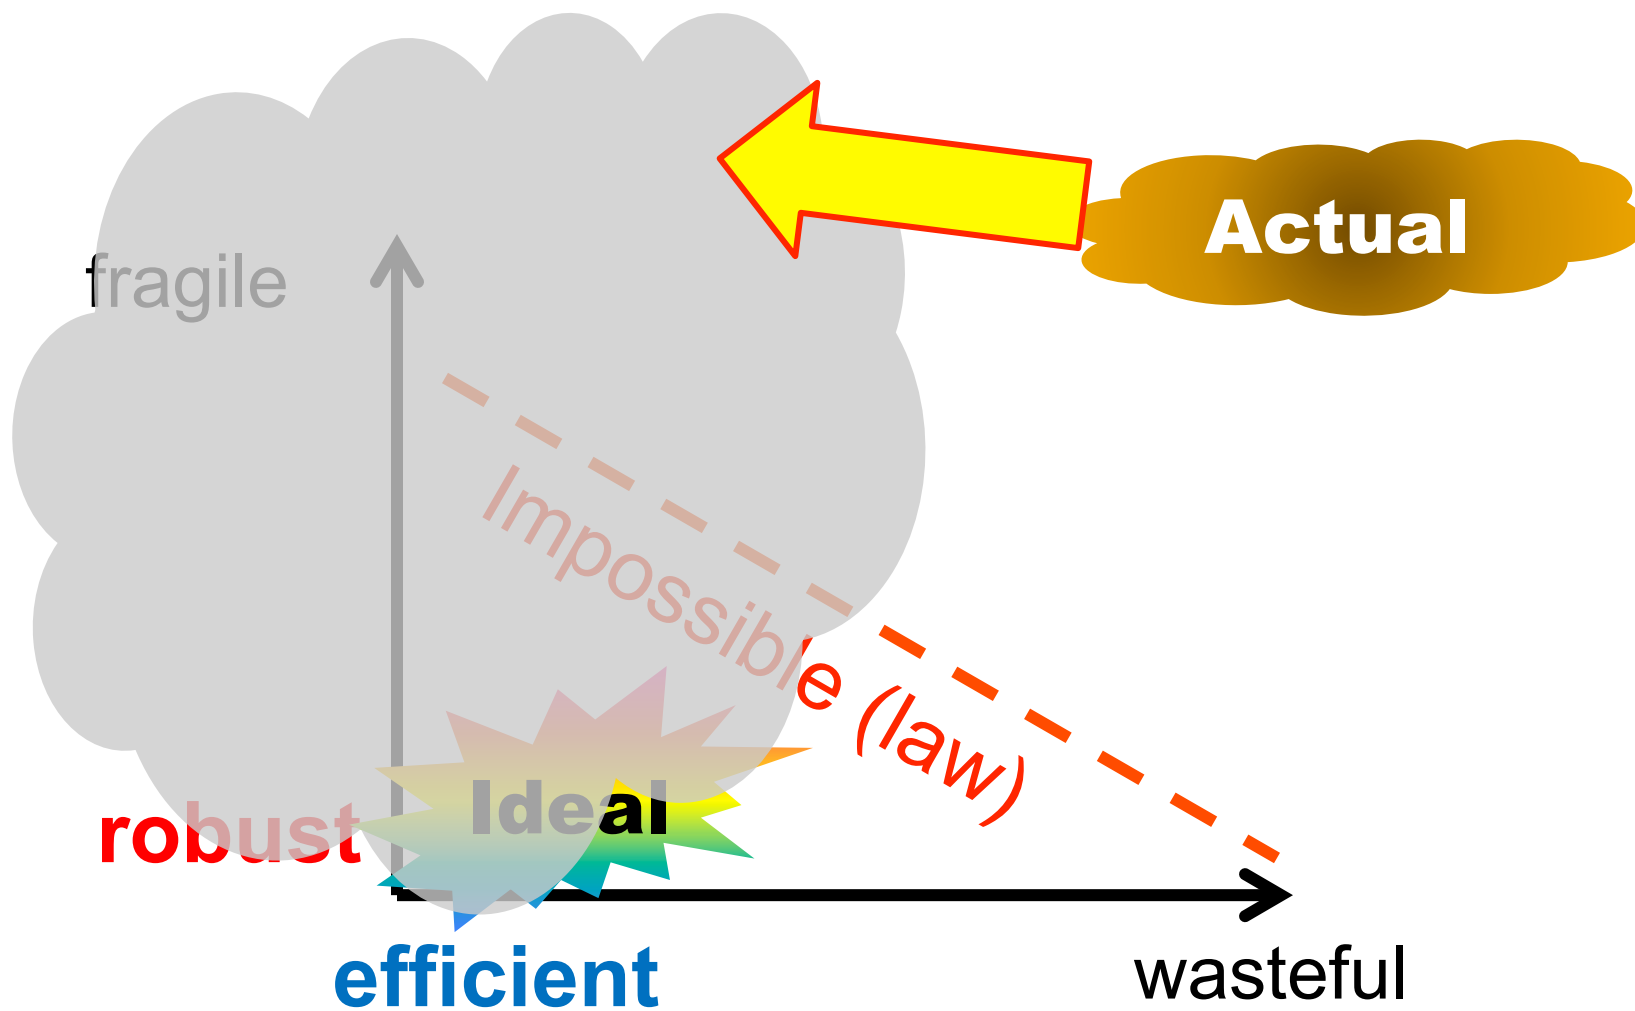 Actual
fragile
Impossible (law)
Ideal
robust
efficient
wasteful